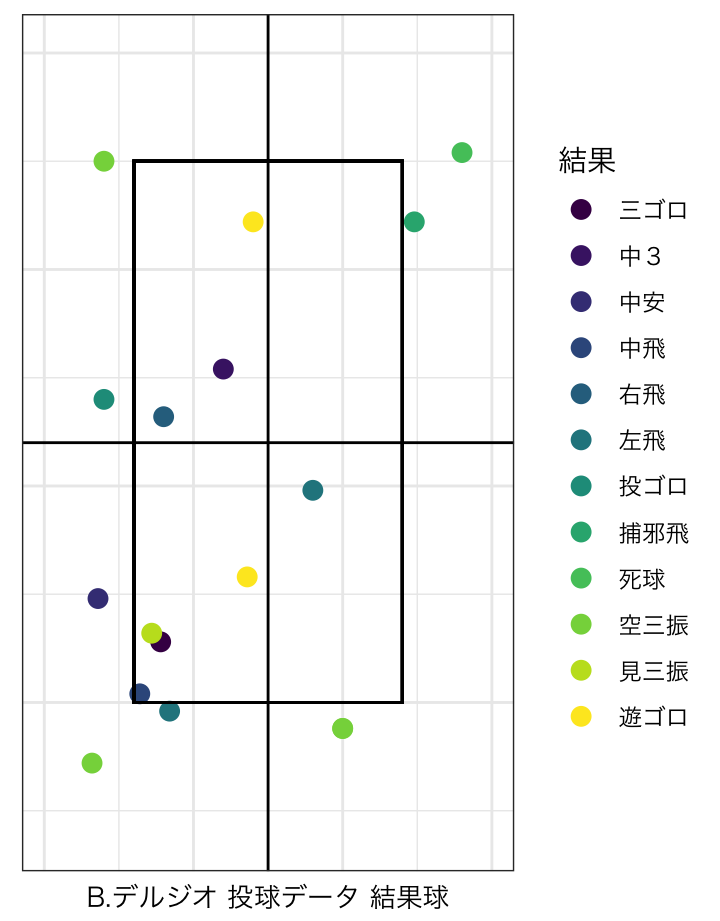 結果
三ゴロ
中３
中安
中飛
右飛
左飛
投ゴロ
捕邪飛
死球
空三振
見三振
遊ゴロ
B.デルジオ 投球データ 結果球